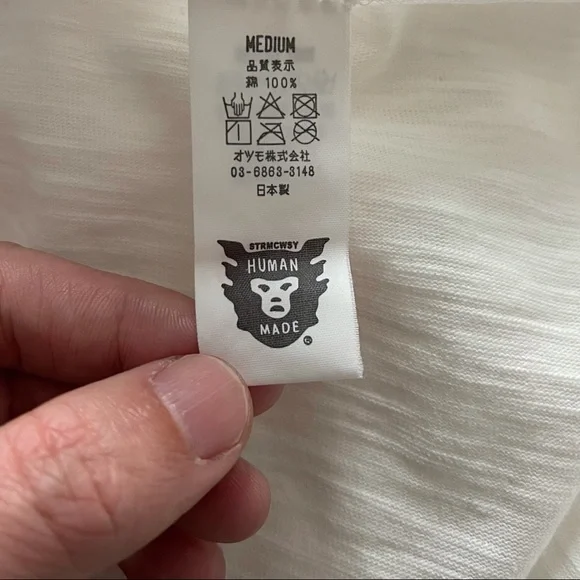 MEDIUM
品質表示
綿 100%
オツモ株式会社
03-6863-3148
日本製
STRMCWSY
HUMAN
MADE